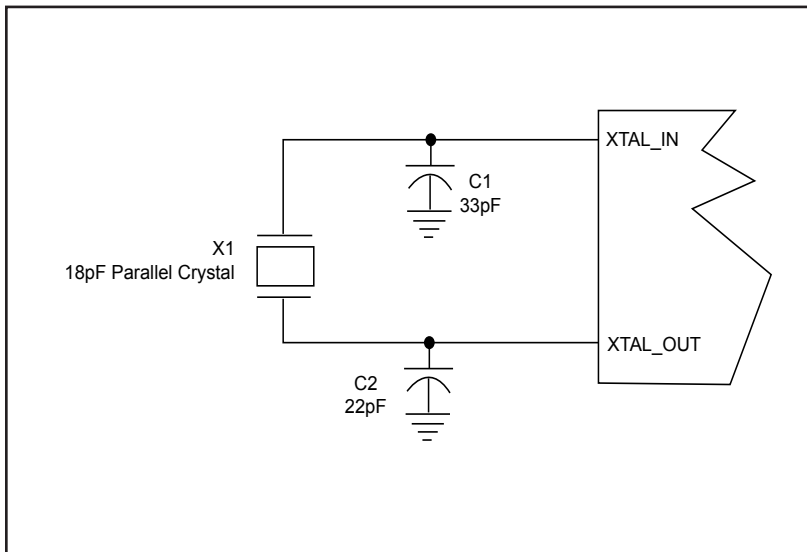 XTAL_IN
C1
33pF
X1
18pF Parallel Crystal
XTAL_OUT
C2
22pF